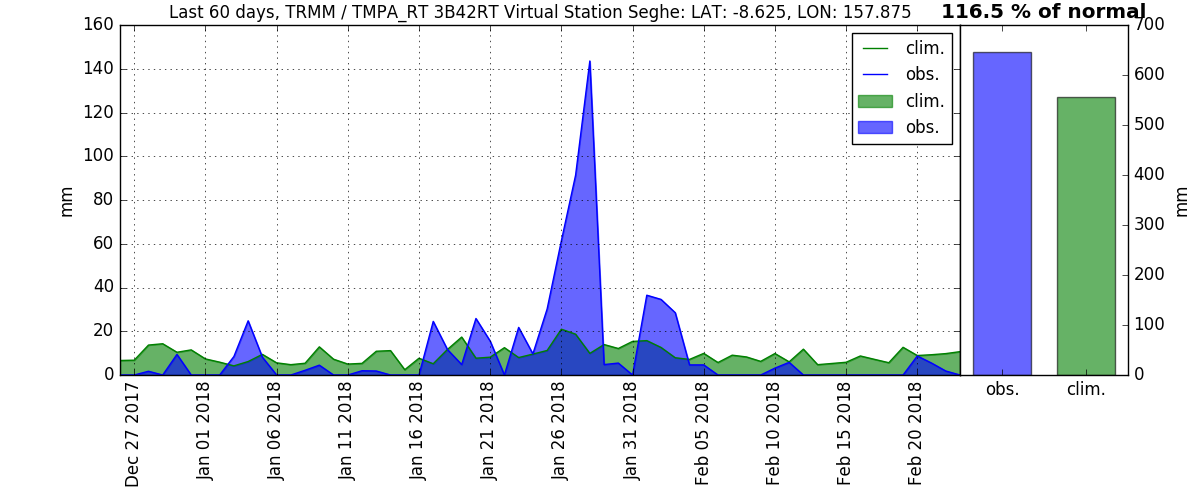 Last 60 days, TRMM / TMPA_RT 3B42RT Virtual Station Seghe: LAT: -8.625, LON: 157.875
116.5 % of normal
160
140
120
100
80
60
40
20
0
mm
clim.
obs.
clim.
obs.
700
600
500
400
300
200
100
0
mm
obs.
clim.
Dec 27 2017
Jan 01 2018
Jan 06 2018
Jan 11 2018
Jan 16 2018
Jan 21 2018
Jan 26 2018
Jan 31 2018
Feb 05 2018
Feb 10 2018
Feb 15 2018
Feb 20 2018